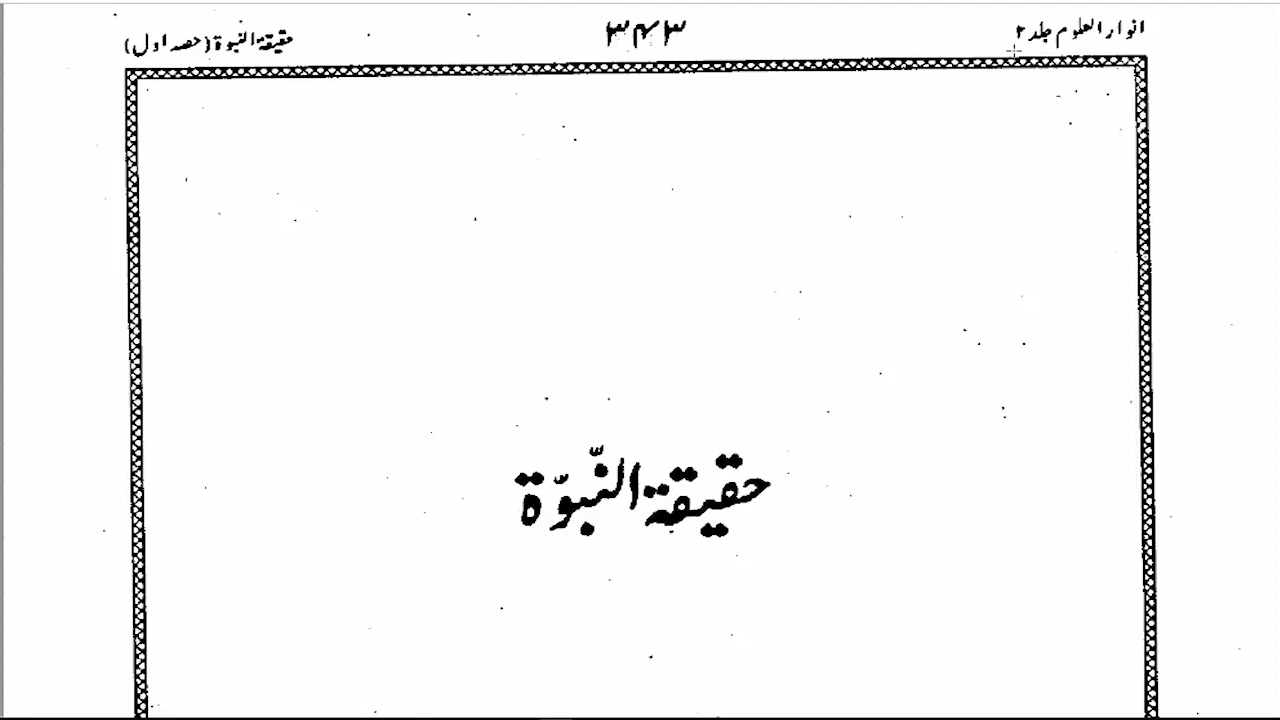 انوار العلوم جلد ۲ ۳۴۳ حقیقۃ النبوۃ (حصہ اول)
حقیقۃ النّبوّۃ